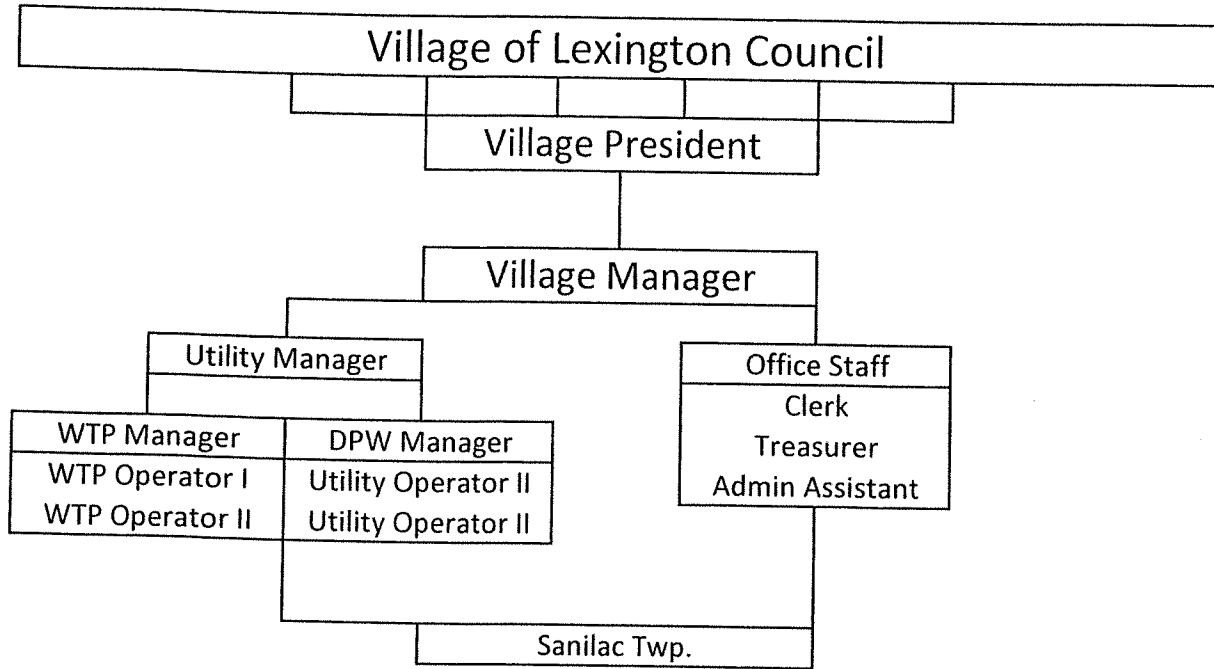 Village of Lexington Council
Village President
Village Manager
Utility Manager
Office Staff
Clerk
Treasurer
Admin Assistant
WTP Manager
WTP Operator I
WTP Operator II
DPW Manager
Utility Operator II
Utility Operator II
Sanilac Twp.